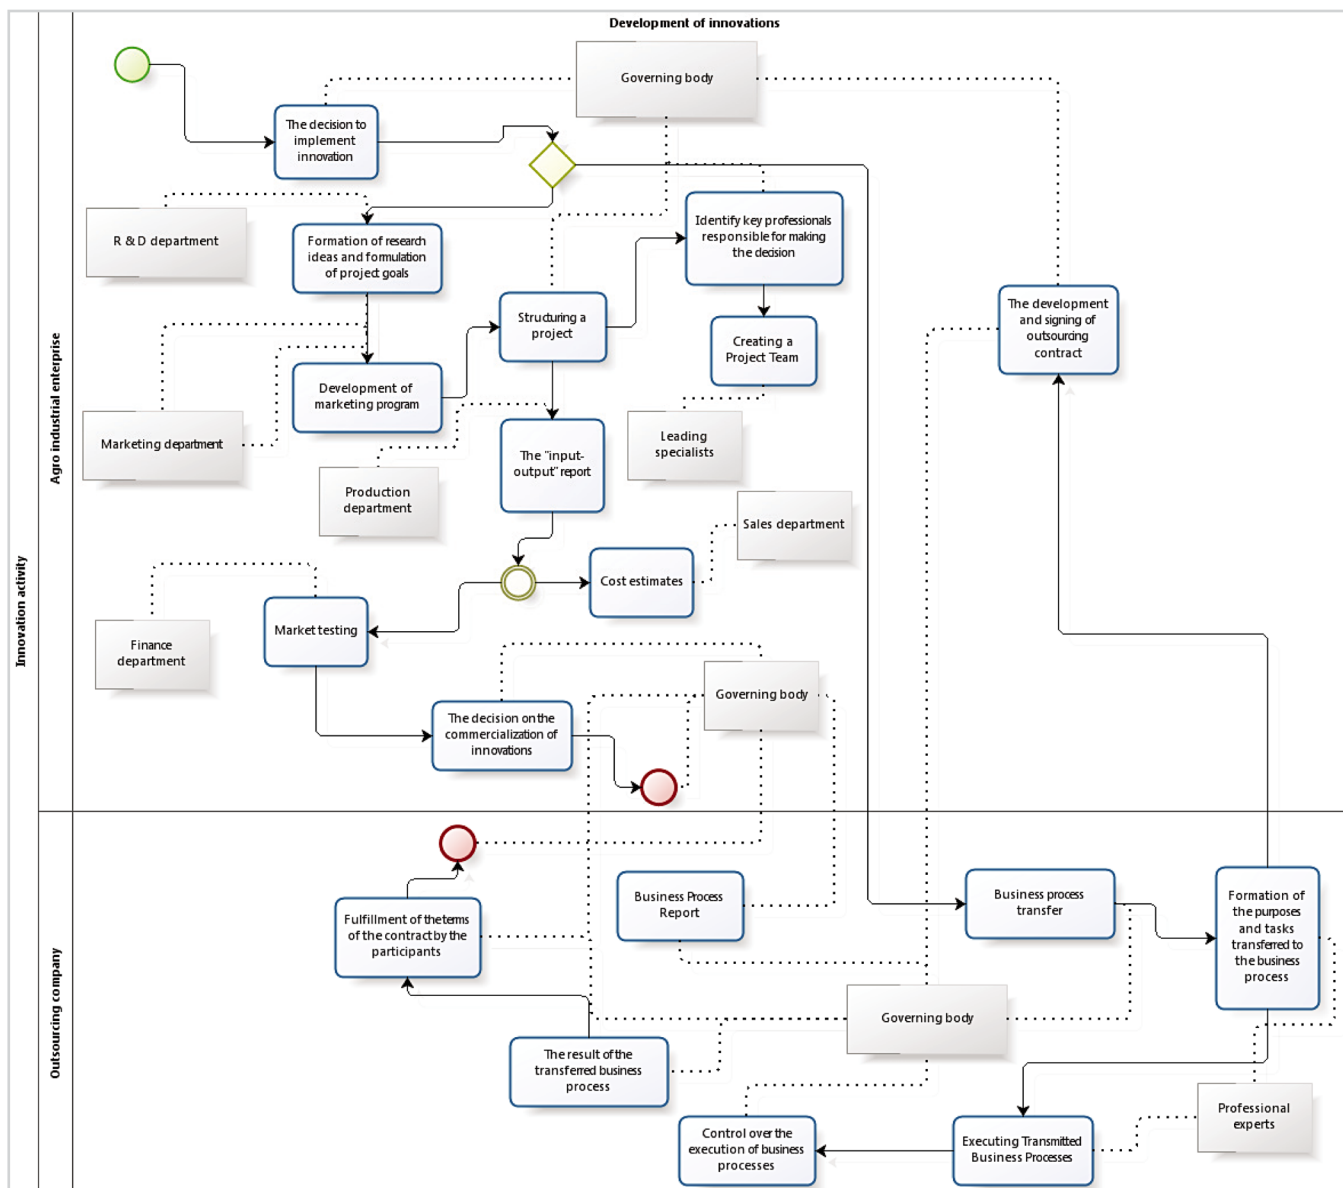 Development of innovations
Innovation activity
Agro industrial enterprise
Governing body
The decision to
implement
innovation
R & D department
Formation of research
ideas and formulation
of project goals
Identify key professionals
responsible for making
the decision
Structuring a
project
Creating a
Project Team
The development
and signing of
outsourcing
contract
Development of
marketing program
Marketing department
Leading
specialists
The "input-
output" report
Production
department
Sales department
Cost estimates
Market testing
Finance
department
Governing body
The decision on the
commercialization of
innovations
Outsourcing company
Business Process
Report
Business process
transfer
Formation of
the purposes
and tasks
transferred to
the business
process
Fulfillment of the terms
of the contract by the
participants
Governing body
The result of the
transferred business
process
Professional
experts
Control over the
execution of business
processes
Executing Transmitted
Business Processes